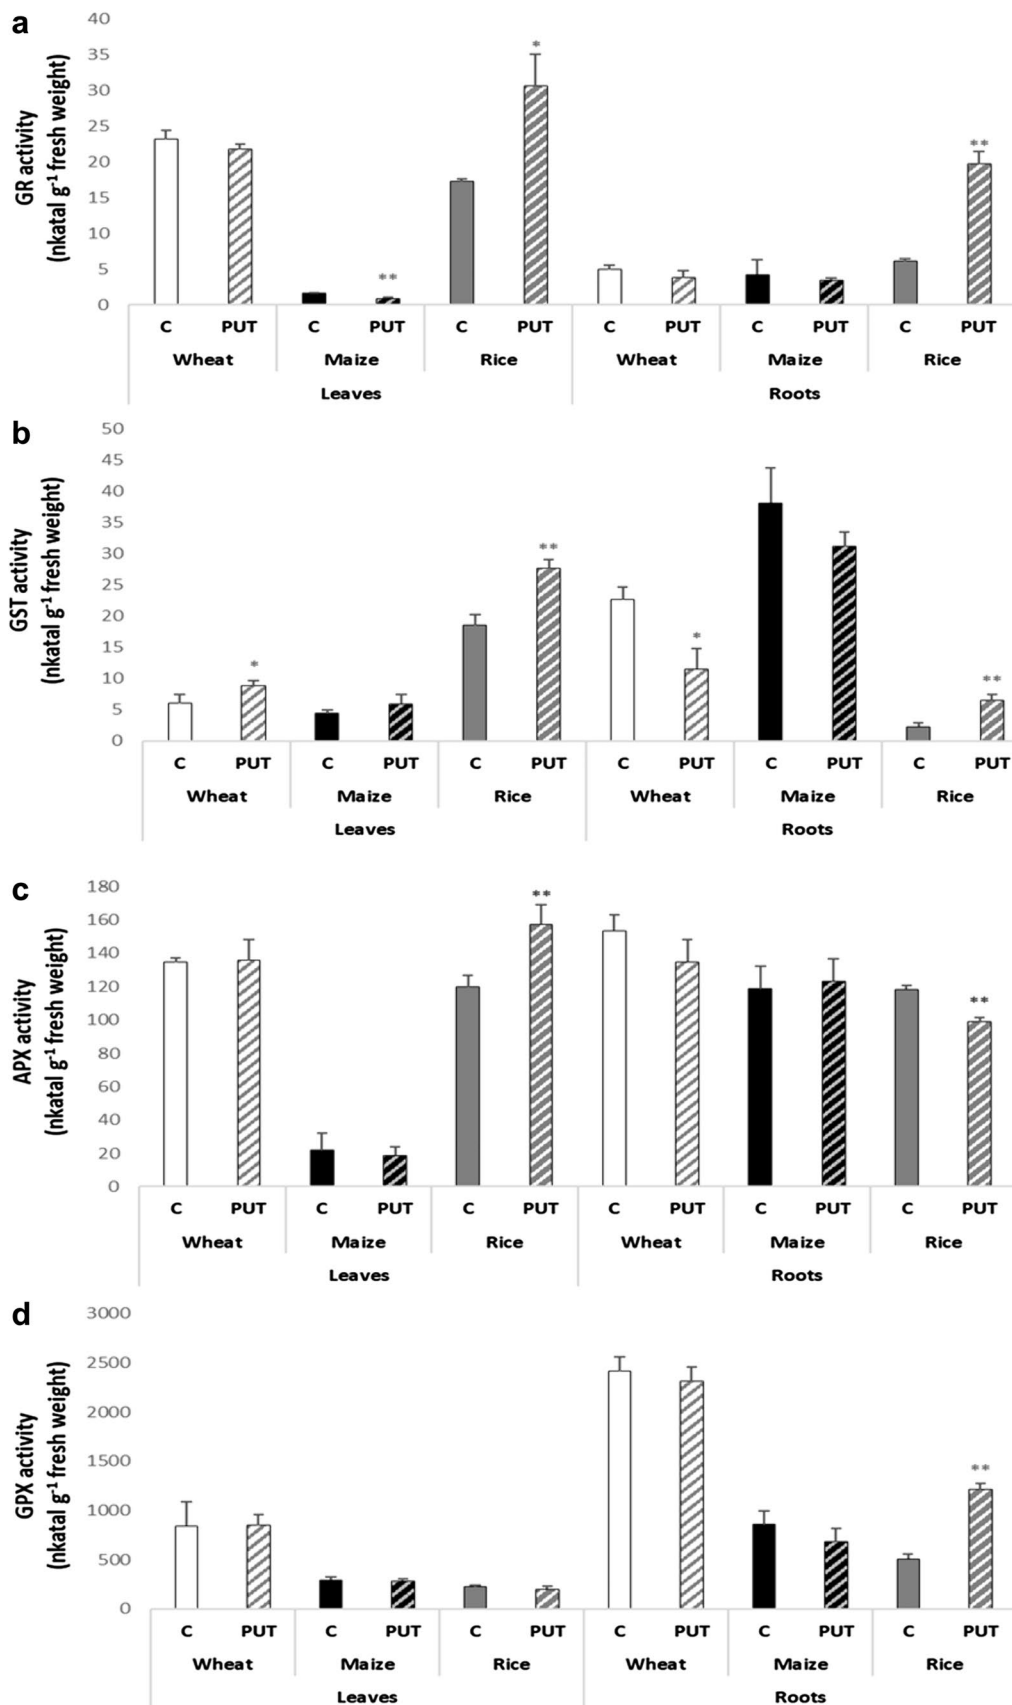 a
GR activity
(nkatal g⁻¹ fresh weight)
40
35
30
25
20
15
10
5
0
*
**
**
C PUT C PUT C PUT C PUT C PUT C PUT
Wheat Maize Rice Wheat Maize Rice
Leaves Roots
b
GST activity
(nkatal g⁻¹ fresh weight)
50
45
40
35
30
25
20
15
10
5
0
**
*
*
**
C PUT C PUT C PUT C PUT C PUT C PUT
Wheat Maize Rice Wheat Maize Rice
Leaves Roots
c
APX activity
(nkatal g⁻¹ fresh weight)
180
160
140
120
100
80
60
40
20
0
**
**
C PUT C PUT C PUT C PUT C PUT C PUT
Wheat Maize Rice Wheat Maize Rice
Leaves Roots
d
GPX activity
(nkatal g⁻¹ fresh weight)
3000
2500
2000
1500
1000
500
0
**
C PUT C PUT C PUT C PUT C PUT C PUT
Wheat Maize Rice Wheat Maize Rice
Leaves Roots